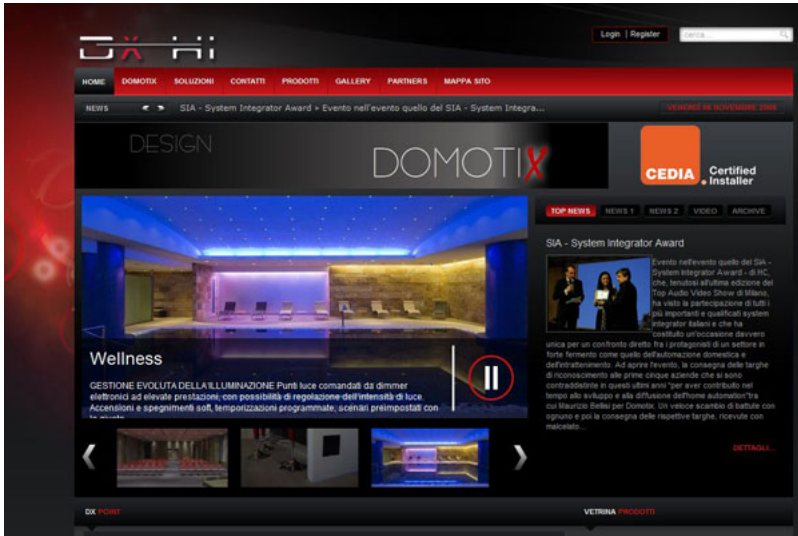 DX-Hi
Login | Register
cerca...
HOME DOMOTIX SOLUZIONI CONTATTI PRODOTTI GALLERY PARTNERS MAPPA SITO
NEWS
SIA - System Integrator Award » Evento nell'evento quello del SIA - System Integra...
DESIGN
DOMOTIX
CEDIA
Certified
Installer
TOP NEWS NEWS 1 NEWS 2 VIDEO ARCHIVE
SIA - System Integrator Award
Evento nell'evento quello del SIA -
System Integrator Award - di HC,
che, tenutosi all'ultima edizione del
Top Audio Video Show di Milano,
ha visto la partecipazione di tutti i
più importanti e qualificati system
integrator italiani e che ha
costituito un'occasione davvero
unica per un confronto diretto fra i protagonisti di un settore in
forte fermento come quello dell'automazione domestica e
dell'intrattenimento. Ad aprire l'evento, la consegna delle targhe
di riconoscimento alle prime cinque aziende che si sono
contraddistinte in questi ultimi anni "per aver contribuito nel
tempo allo sviluppo e alla diffusione dell'home automation"tra
cui Maurizio Bellisi per Domotix. Un veloce scambio di battute con
ognuno e poi la consegna delle rispettive targhe, ricevute con
malcelato...
DETTAGLI...
Wellness
GESTIONE EVOLUTA DELLA ILLUMINAZIONE Punti luce comandati da dimmer
elettronici ad elevate prestazioni, con possibilità di regolazione dell'intensità di luce.
Accensioni e spegnimenti soft, temporizzazioni programmate, scenari preimpostati con
DX POINT
VETRINA PRODOTTI